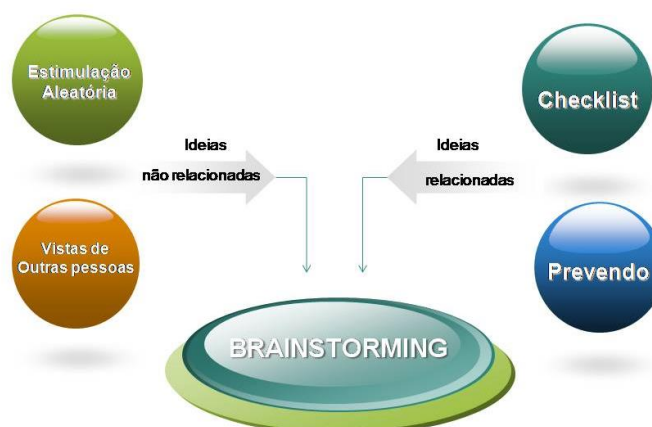 Estimulação
Aleatória
Checklist
Ideias
não relacionadas
Ideias
relacionadas
Vistas de
Outras pessoas
Prevendo
BRAINSTORMING